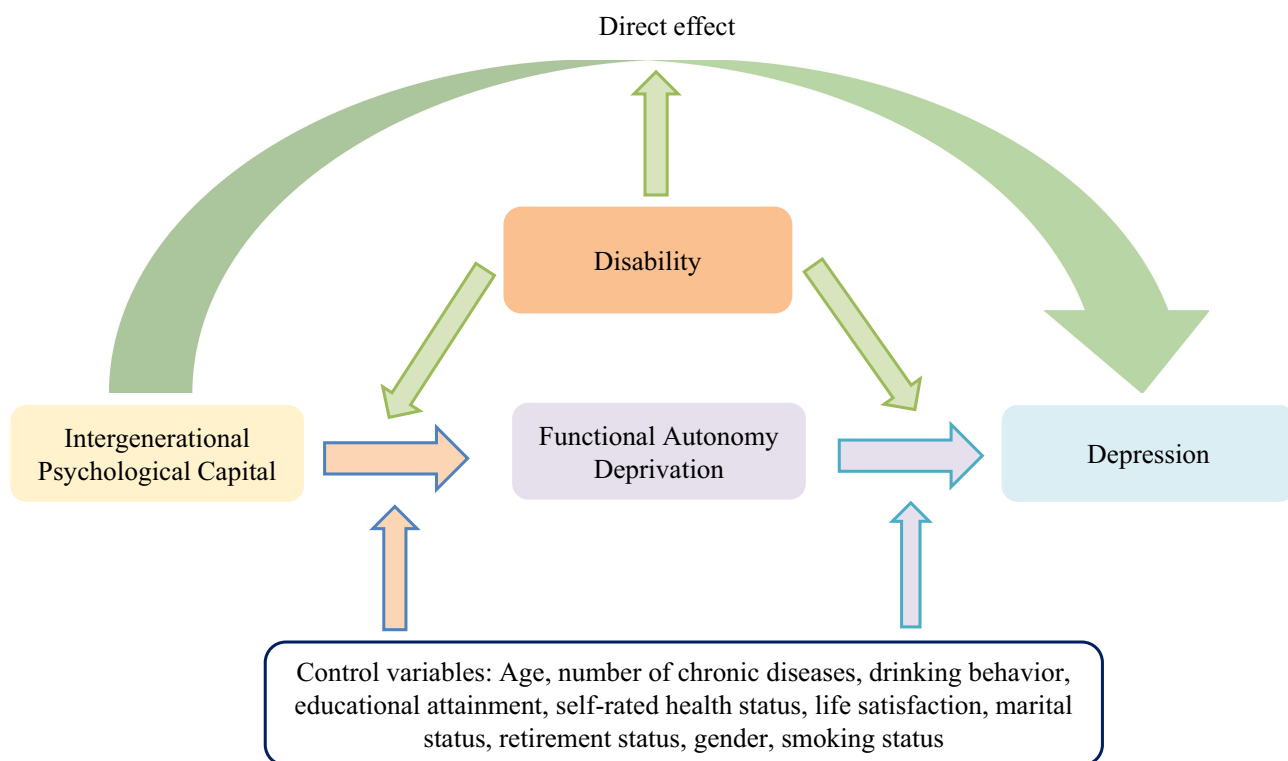 Direct effect
Disability
Intergenerational
Psychological Capital
Functional Autonomy
Deprivation
Depression
Control variables: Age, number of chronic diseases, drinking behavior,
educational attainment, self-rated health status, life satisfaction, marital
status, retirement status, gender, smoking status